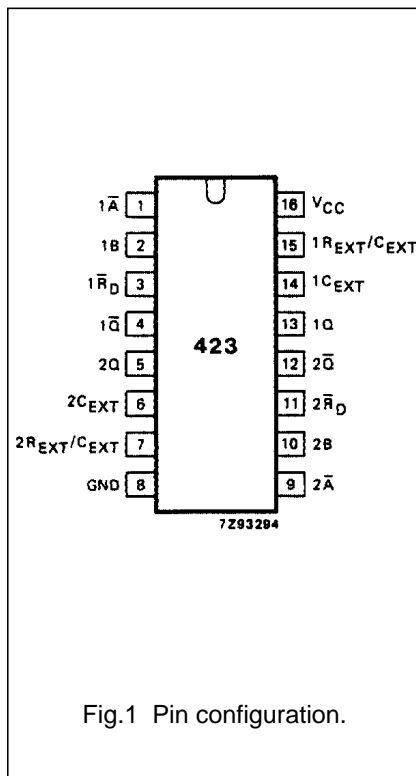 1A̅ 1 16 VCC
1B 2 15 1REXT/CEXT
1R̅D 3 14 1CEXT
1Q̅ 4 13 1Q
423
2Q 5 12 2Q̅
2CEXT 6 11 2R̅D
2REXT/CEXT 7 10 2B
GND 8 9 2A̅
7Z93294
Fig.1 Pin configuration.